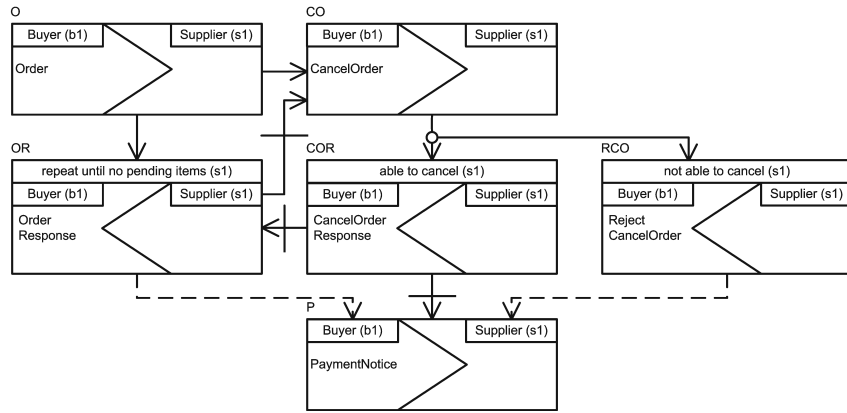 O
CO
Buyer (b1)
Supplier (s1)
Buyer (b1)
Supplier (s1)
Order
CancelOrder
OR
COR
RCO
repeat until no pending items (s1)
able to cancel (s1)
not able to cancel (s1)
Buyer (b1)
Supplier (s1)
Buyer (b1)
Supplier (s1)
Buyer (b1)
Supplier (s1)
Order
Response
CancelOrder
Response
Reject
CancelOrder
P
Buyer (b1)
Supplier (s1)
PaymentNotice